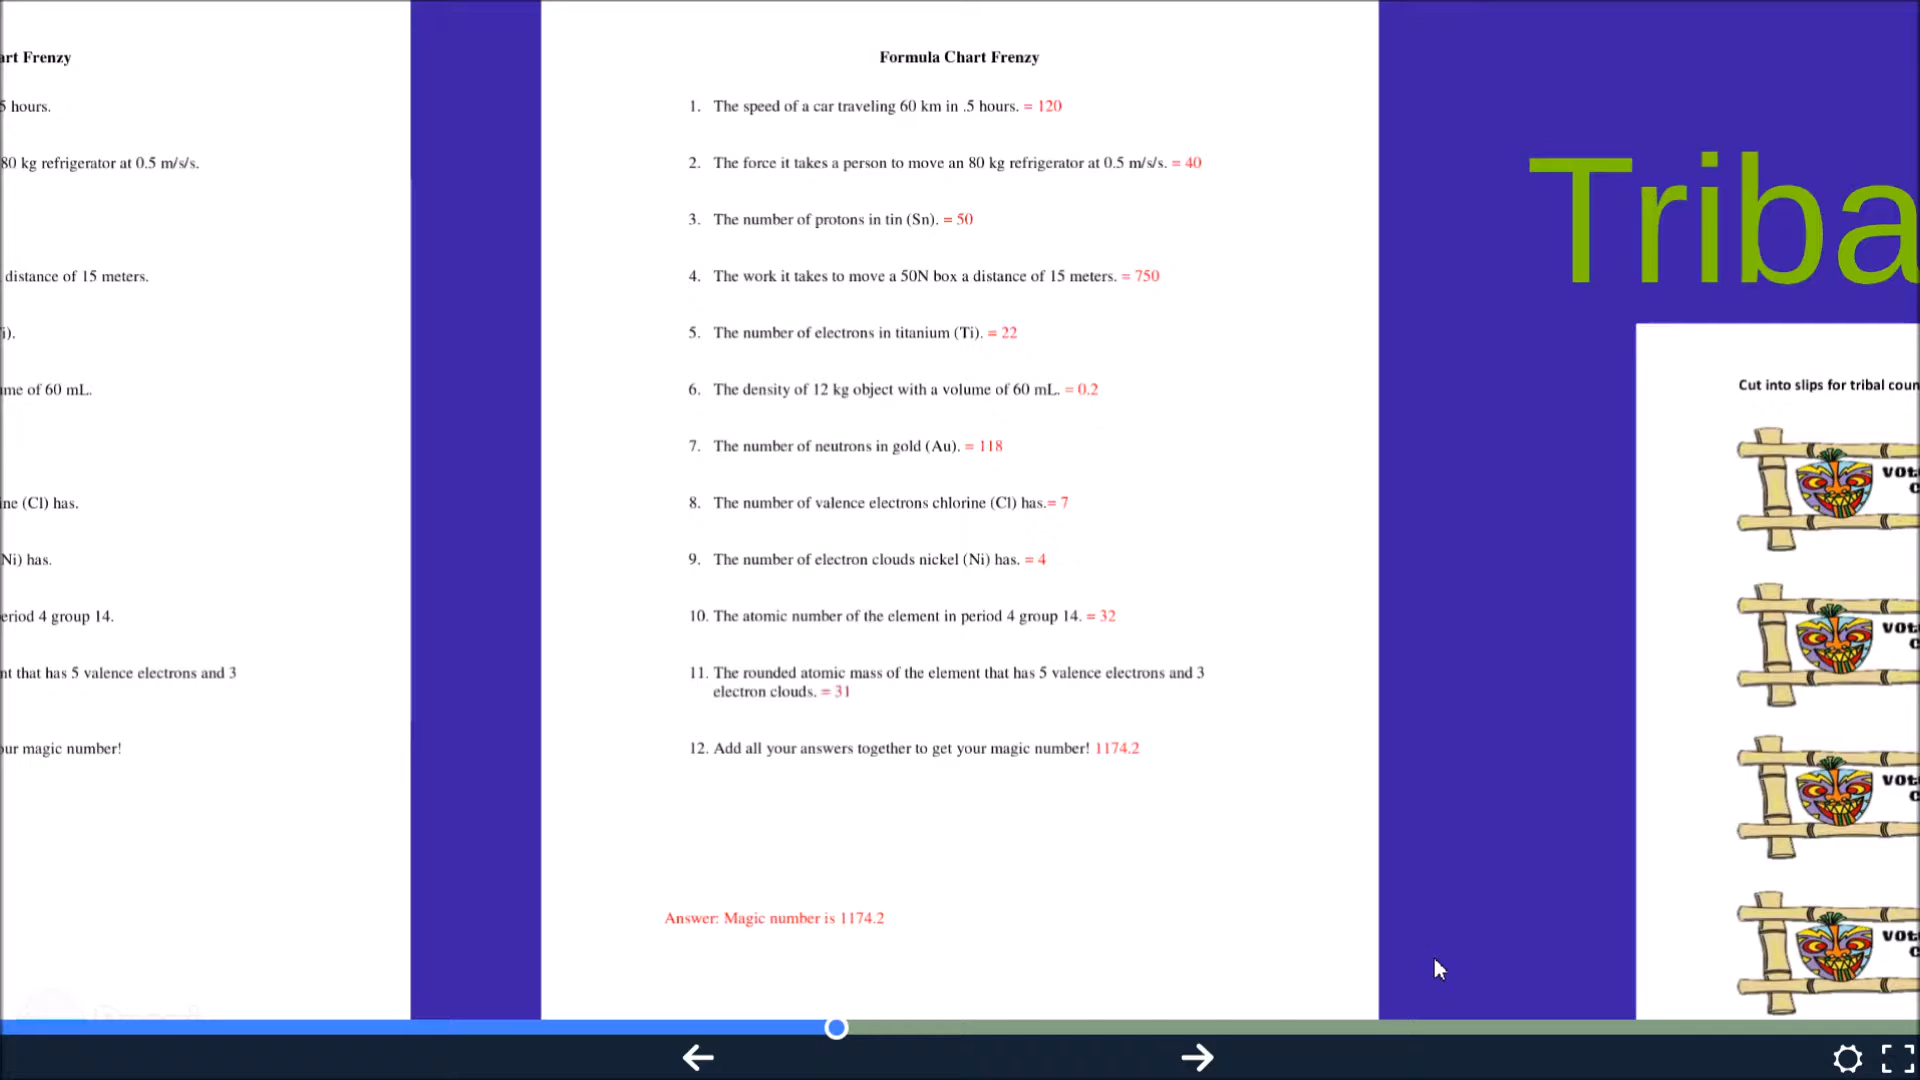 art Frenzy
5 hours.
80 kg refrigerator at 0.5 m/s/s.
distance of 15 meters.
i).
me of 60 mL.
ine (Cl) has.
Ni) has.
eriod 4 group 14.
nt that has 5 valence electrons and 3
our magic number!
Formula Chart Frenzy
1. The speed of a car traveling 60 km in .5 hours. = 120
2. The force it takes a person to move an 80 kg refrigerator at 0.5 m/s/s. = 40
3. The number of protons in tin (Sn). = 50
4. The work it takes to move a 50N box a distance of 15 meters. = 750
5. The number of electrons in titanium (Ti). = 22
6. The density of 12 kg object with a volume of 60 mL. = 0.2
7. The number of neutrons in gold (Au). = 118
8. The number of valence electrons chlorine (Cl) has.= 7
9. The number of electron clouds nickel (Ni) has. = 4
10. The atomic number of the element in period 4 group 14. = 32
11. The rounded atomic mass of the element that has 5 valence electrons and 3
electron clouds. = 31
12. Add all your answers together to get your magic number! 1174.2
Answer: Magic number is 1174.2
Triba
Cut into slips for tribal coun
vot
c
vot
c
vot
c
vot
c